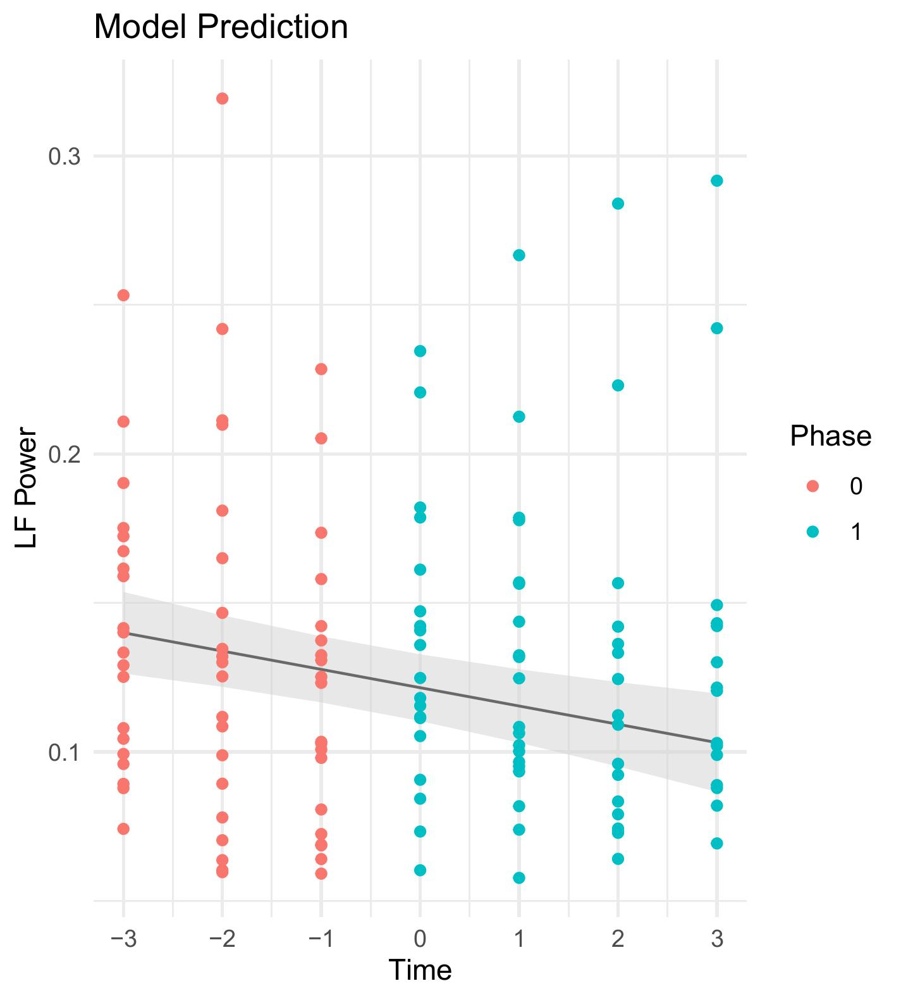 Model Prediction
0.3
0.2
0.1
LF Power
−3 −2 −1 0 1 2 3
Time
Phase
0
1